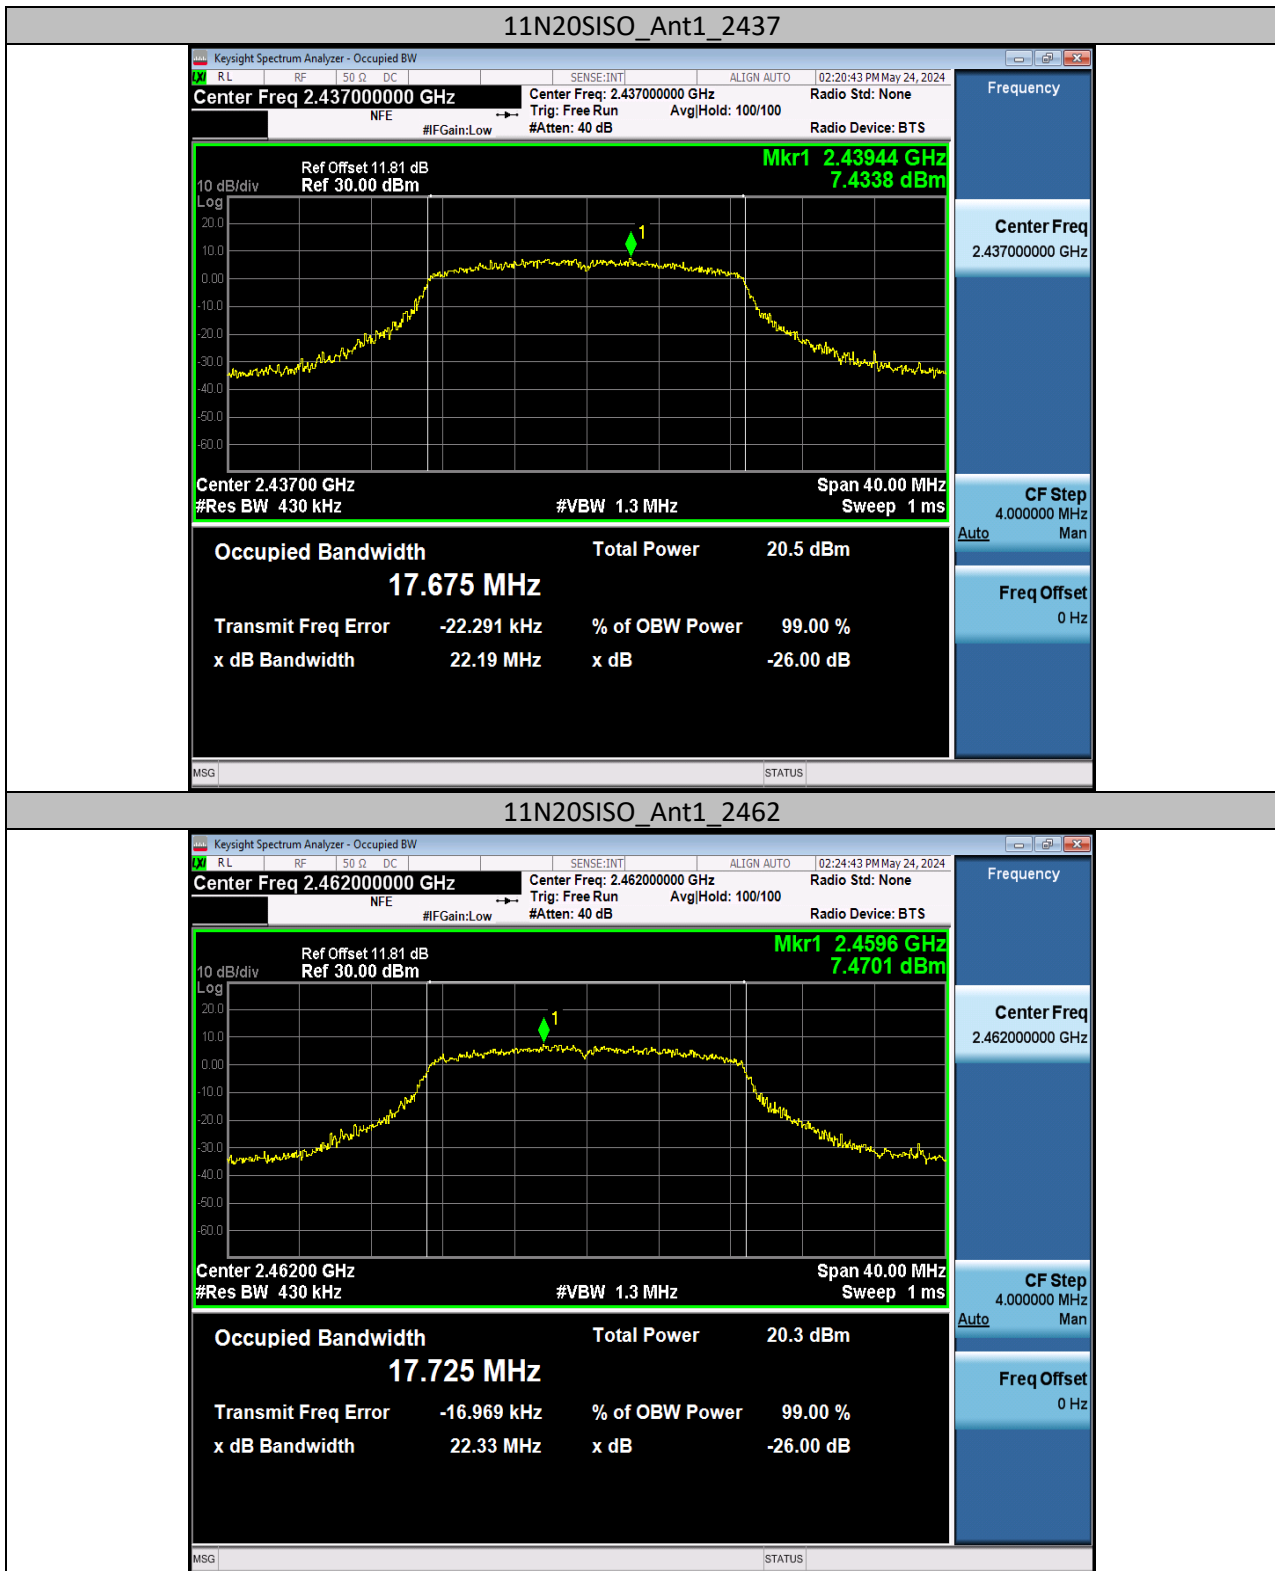 11N20SISO_Ant1_2437
Keysight Spectrum Analyzer - Occupied BW
LXI RL RF 50 Ω DC SENSE:INT ALIGN AUTO 02:20:43 PM May 24, 2024
Center Freq 2.437000000 GHz Center Freq: 2.437000000 GHz Radio Std: None
NFE Trig: Free Run Avg|Hold: 100/100
#IFGain:Low #Atten: 40 dB Radio Device: BTS
Frequency
Mkr1 2.43944 GHz
Ref Offset 11.81 dB
10 dB/div Ref 30.00 dBm 7.4338 dBm
Log
20.0
1
10.0
0.00
-10.0
-20.0
-30.0
-40.0
-50.0
-60.0
Center Freq
2.437000000 GHz
Center 2.43700 GHz Span 40.00 MHz
#Res BW 430 kHz #VBW 1.3 MHz Sweep 1 ms
CF Step
4.000000 MHz
Auto Man
Occupied Bandwidth Total Power 20.5 dBm
17.675 MHz
Freq Offset
0 Hz
Transmit Freq Error -22.291 kHz % of OBW Power 99.00 %
x dB Bandwidth 22.19 MHz x dB -26.00 dB
MSG STATUS
11N20SISO_Ant1_2462
Keysight Spectrum Analyzer - Occupied BW
LXI RL RF 50 Ω DC SENSE:INT ALIGN AUTO 02:24:43 PM May 24, 2024
Center Freq 2.462000000 GHz Center Freq: 2.462000000 GHz Radio Std: None
NFE Trig: Free Run Avg|Hold: 100/100
#IFGain:Low #Atten: 40 dB Radio Device: BTS
Frequency
Mkr1 2.4596 GHz
Ref Offset 11.81 dB
10 dB/div Ref 30.00 dBm 7.4701 dBm
Log
20.0
1
10.0
0.00
-10.0
-20.0
-30.0
-40.0
-50.0
-60.0
Center Freq
2.462000000 GHz
Center 2.46200 GHz Span 40.00 MHz
#Res BW 430 kHz #VBW 1.3 MHz Sweep 1 ms
CF Step
4.000000 MHz
Auto Man
Occupied Bandwidth Total Power 20.3 dBm
17.725 MHz
Freq Offset
0 Hz
Transmit Freq Error -16.969 kHz % of OBW Power 99.00 %
x dB Bandwidth 22.33 MHz x dB -26.00 dB
MSG STATUS